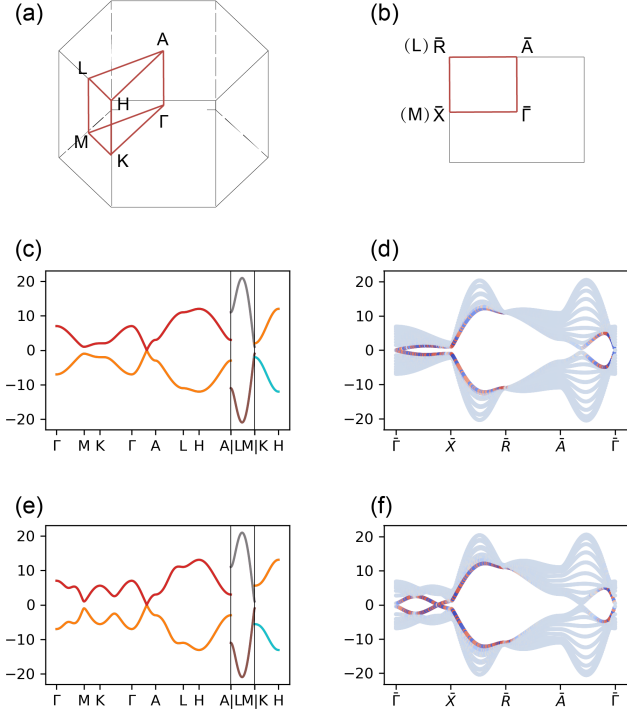 (a)
A
L
H
Γ
M
K
(b)
(L) R̄ Ā
(M) X̄ Γ̄
(c)
20
10
0
−10
−20
Γ M K Γ A L H A|LM|K H
(d)
20
10
0
−10
−20
Γ̄ X̄ R̄ Ā Γ̄
(e)
20
10
0
−10
−20
Γ M K Γ A L H A|LM|K H
(f)
20
10
0
−10
−20
Γ̄ X̄ R̄ Ā Γ̄